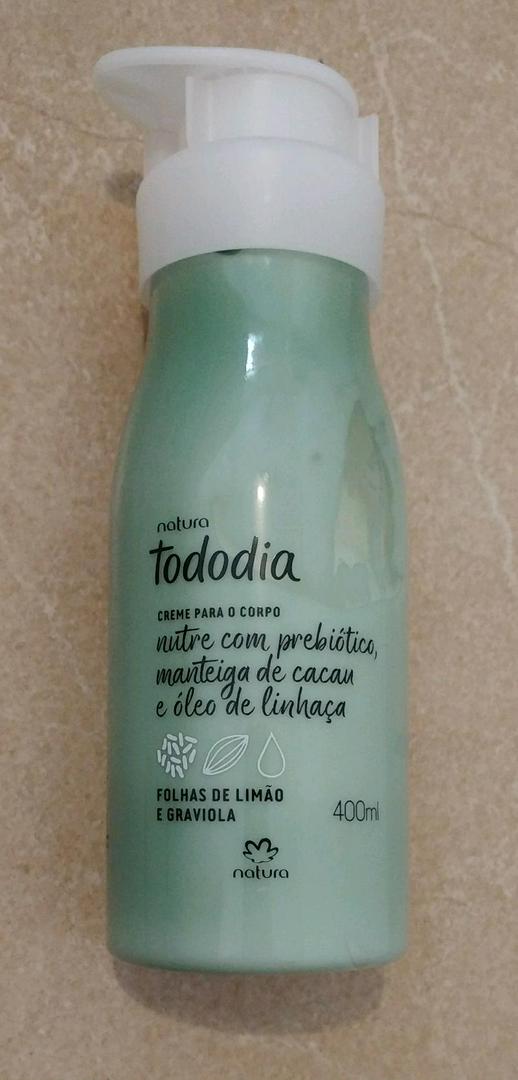 natura
tododia
CREME PARA O CORPO
nutre com prebiótico,
manteiga de cacau
e óleo de linhaça
FOLHAS DE LIMÃO
E GRAVIOLA
400ml
natura